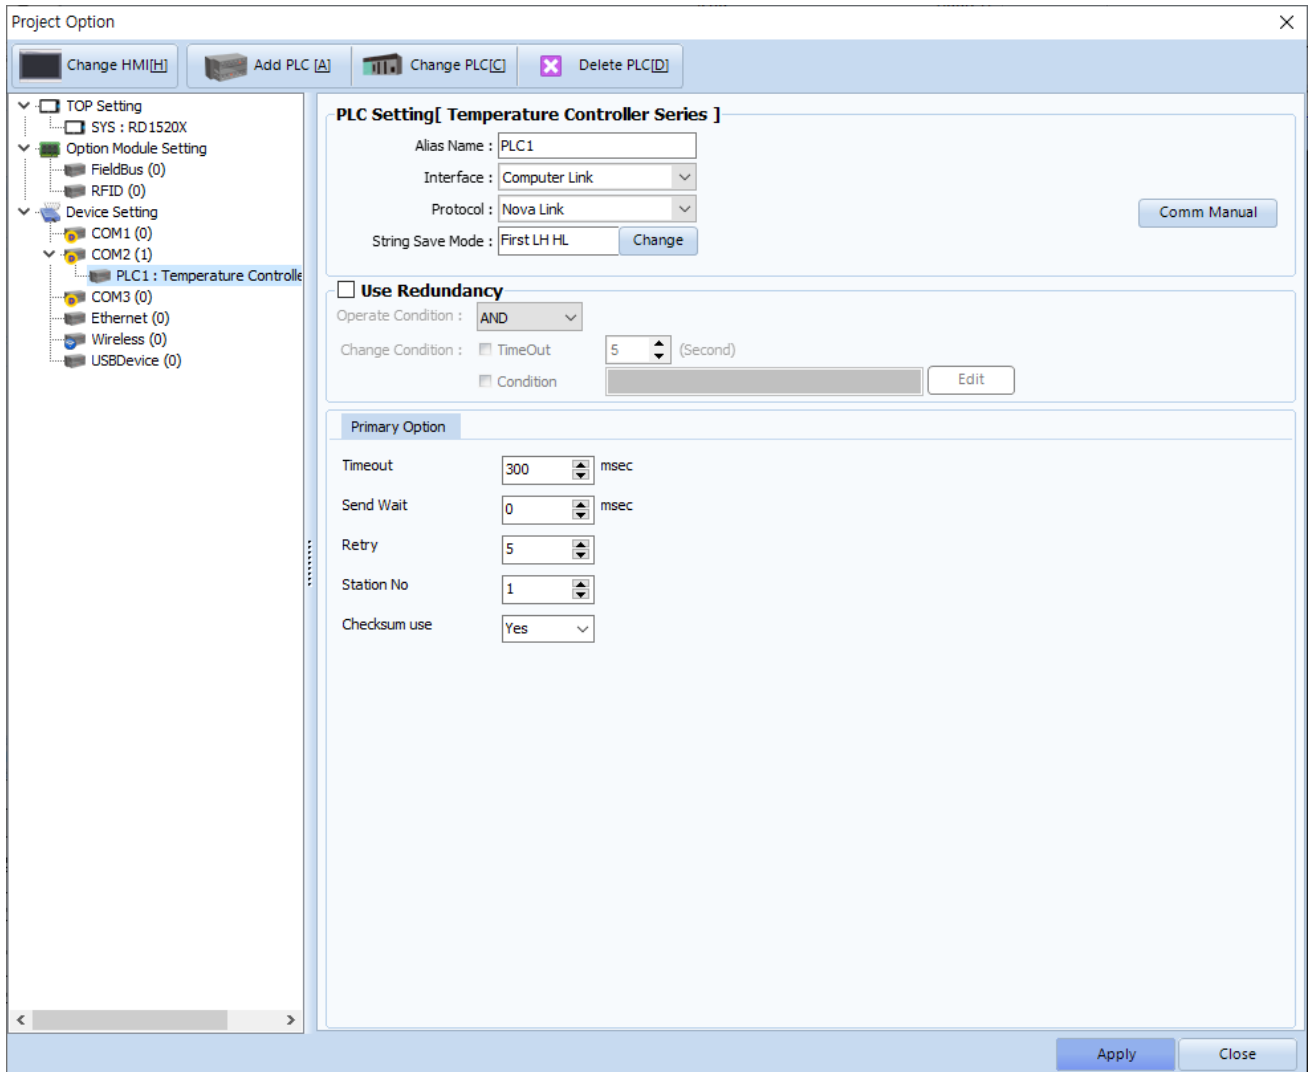 Project Option
Change HMI[H]
Add PLC [A]
Change PLC[C]
Delete PLC[D]
TOP Setting
SYS : RD1520X
Option Module Setting
FieldBus (0)
RFID (0)
Device Setting
COM1 (0)
COM2 (1)
PLC1 : Temperature Controlle
COM3 (0)
Ethernet (0)
Wireless (0)
USBDevice (0)
PLC Setting[ Temperature Controller Series ]
Alias Name : PLC1
Interface : Computer Link
Protocol : Nova Link
Comm Manual
String Save Mode : First LH HL Change
Use Redundancy
Operate Condition : AND
Change Condition : TimeOut 5 (Second)
Condition Edit
Primary Option
Timeout 300 msec
Send Wait 0 msec
Retry 5
Station No 1
Checksum use Yes
Apply Close